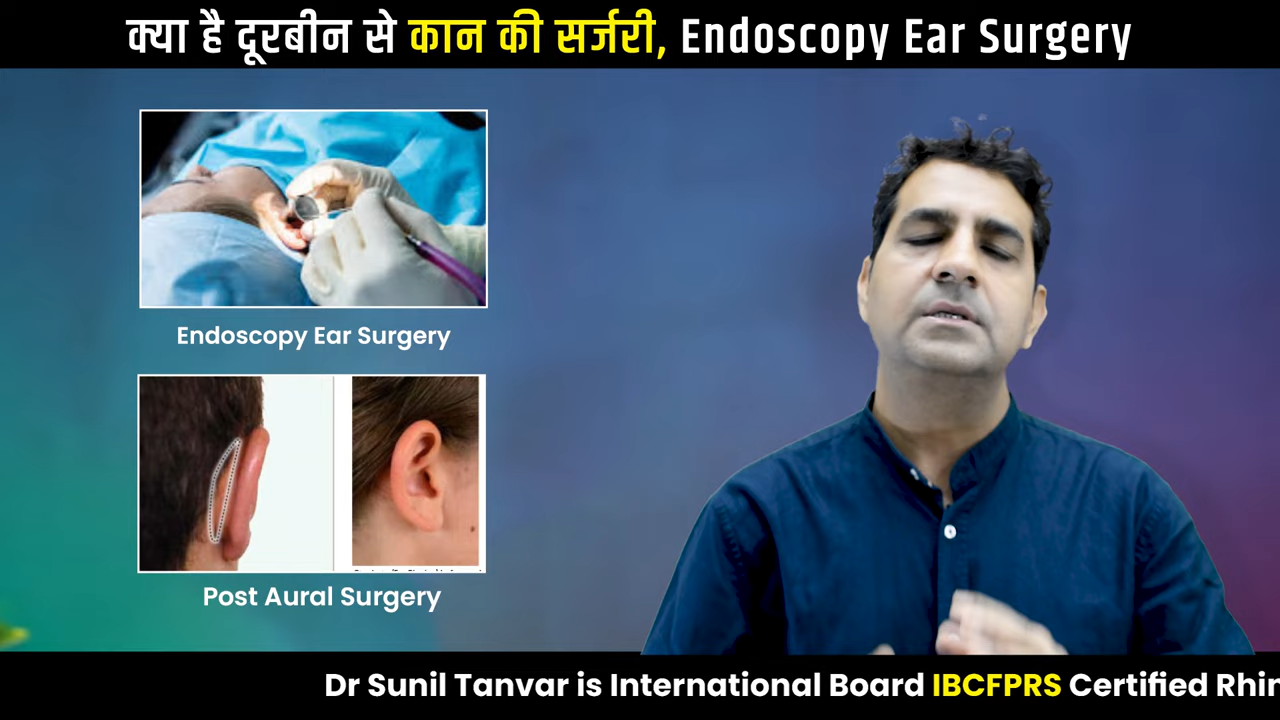 क्या है दूरबीन से कान की सर्जरी, Endoscopy Ear Surgery
Endoscopy Ear Surgery
Post Aural Surgery
Dr Sunil Tanvar is International Board IBCFPRS Certified